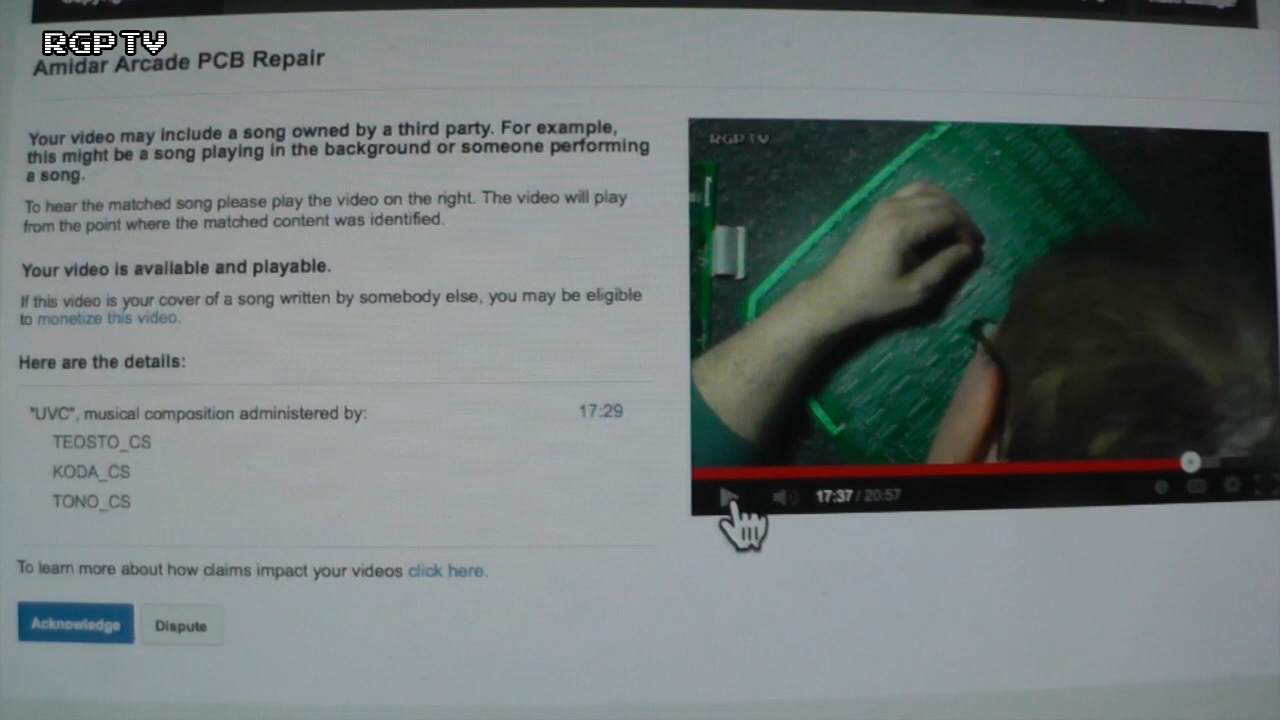 RGP TV
Amidar Arcade PCB Repair
Your video may include a song owned by a third party. For example,
this might be a song playing in the background or someone performing
a song.
To hear the matched song please play the video on the right. The video will play
from the point where the matched content was identified.
Your video is available and playable.
If this video is your cover of a song written by somebody else, you may be eligible
to monetize this video.
Here are the details:
"UVC", musical composition administered by: 17:29
TEOSTO_CS
KODA_CS
TONO_CS
To learn more about how claims impact your videos click here.
Acknowledge Dispute
RGP TV
17:37 / 20:57